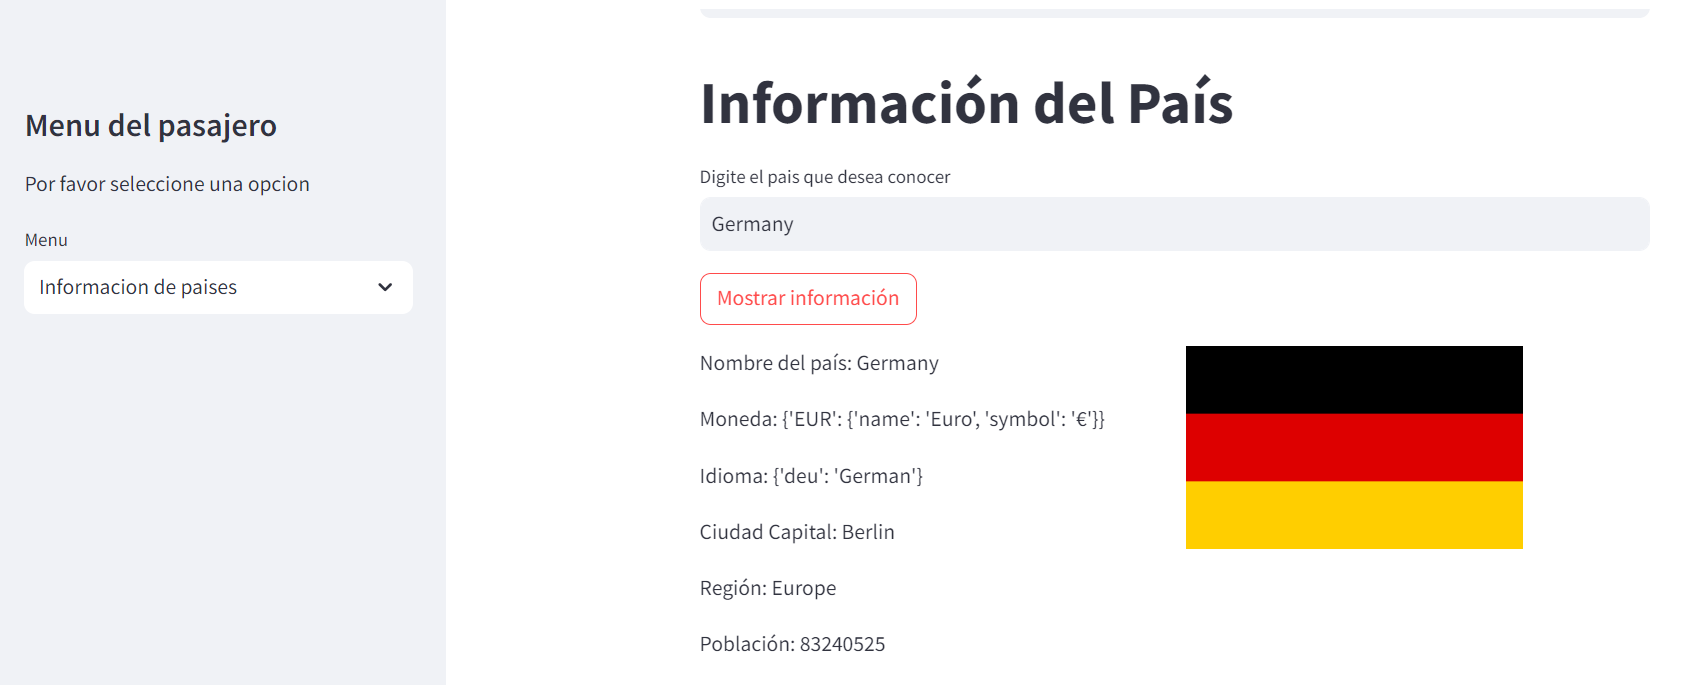 Menu del pasajero
Por favor seleccione una opcion
Menu
Informacion de paises
Información del País
Digite el pais que desea conocer
Germany
Mostrar información
Nombre del país: Germany
Moneda: {'EUR': {'name': 'Euro', 'symbol': '€'}}
Idioma: {'deu': 'German'}
Ciudad Capital: Berlin
Región: Europe
Población: 83240525